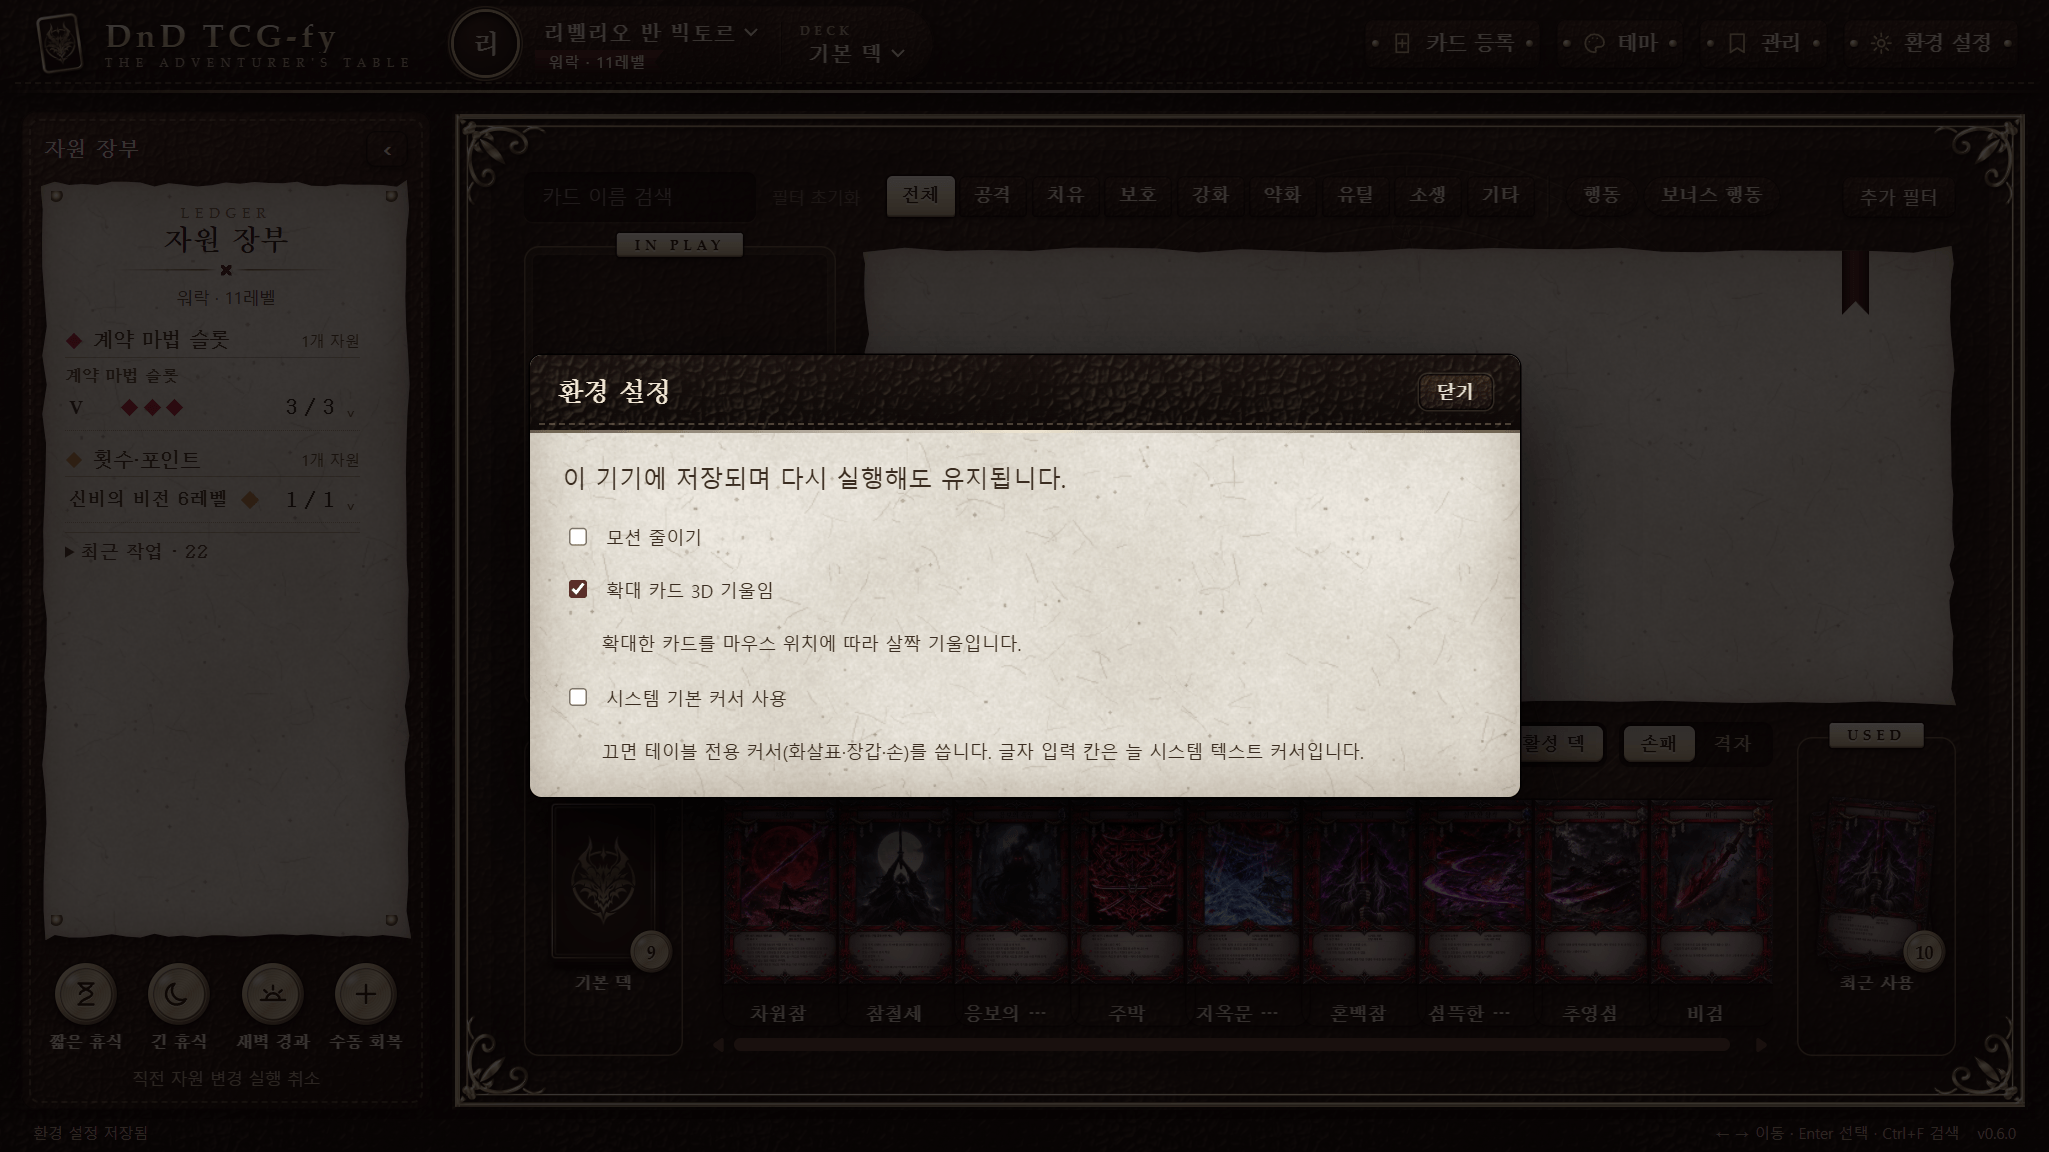 DnD TCG-fy
THE ADVENTURER'S TABLE
리
리벨리오 반 빅토르
워락 · 11레벨
DECK
기본 덱
카드 등록
테마
관리
환경 설정
자원 장부
LEDGER
자원 장부
워락 · 11레벨
계약 마법 슬롯 1개 자원
계약 마법 슬롯
V 3 / 3
횟수·포인트 1개 자원
신비의 비전 6레벨 1 / 1
최근 작업 · 22
짧은 휴식 긴 휴식 새벽 경과 수동 회복
직전 자원 변경 실행 취소
환경 설정 저장됨
카드 이름 검색 필터 초기화 전체 공격 치유 보호 강화 약화 유틸 소생 기타 행동 보너스 행동 추가 필터
IN PLAY
환경 설정 닫기
이 기기에 저장되며 다시 실행해도 유지됩니다.
모션 줄이기
확대 카드 3D 기울임
확대한 카드를 마우스 위치에 따라 살짝 기울입니다.
시스템 기본 커서 사용
끄면 테이블 전용 커서(화살표·장갑·손)를 씁니다. 글자 입력 칸은 늘 시스템 텍스트 커서입니다.
활성 덱 손패 격자
USED
9
기본 덱
차원참 참철세 응보의 ··· 주박 지옥문 ··· 혼백참 섬뜩한 ··· 추영섬 비검
10
최근 사용
← → 이동 · Enter 선택 · Ctrl+F 검색 v0.6.0